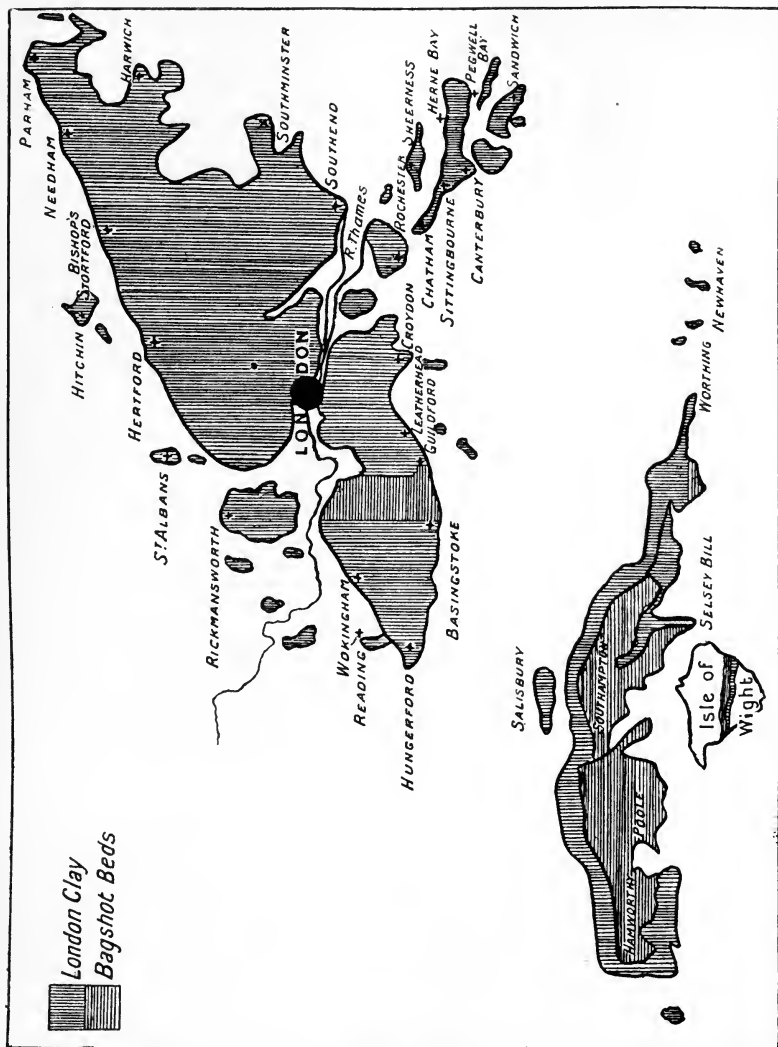 London Clay
Bagshot Beds
PARHAM
NEEDHAM
HARWICH
BISHOP'S
STORTFORD
HITCHIN
SOUTHMINSTER
HERTFORD
SOUTHEND
ST ALBANS
R. Thames
LONDON
RICKMANSWORTH
SHEERNESS
ROCHESTER
HERNE BAY
PEGWELL
BAY
CHATHAM
SITTINGBOURNE
SANDWICH
CANTERBURY
CROYDON
LEATHERHEAD
GUILDFORD
WOKINGHAM
READING
BASINGSTOKE
HUNGERFORD
SALISBURY
SOUTHAMPTON
WORTHING
NEWHAVEN
SELSEY BILL
HAMWORTHY
POOLE
Isle of
Wight